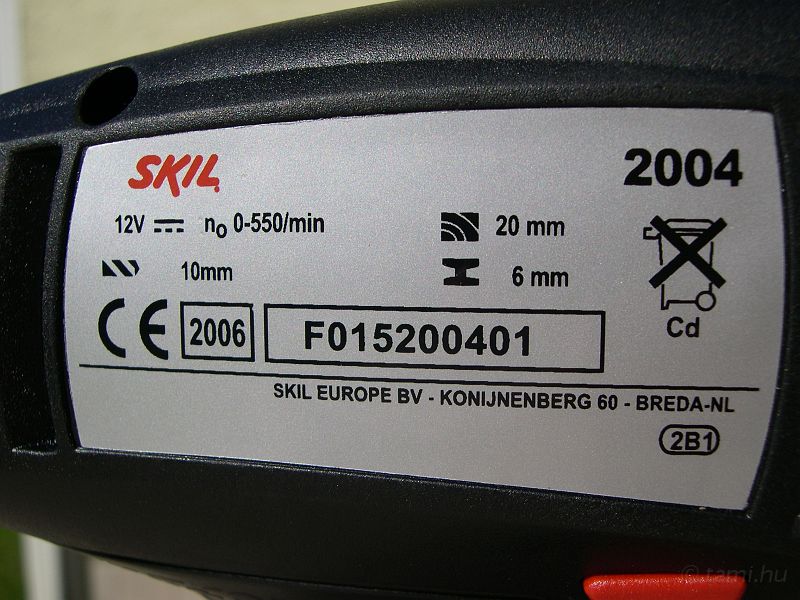 SKIL
2004
12V n0 0-550/min
20 mm
10mm
6 mm
Cd
CE 2006 F015200401
SKIL EUROPE BV - KONIJNENBERG 60 - BREDA-NL
2B1
© tami.hu